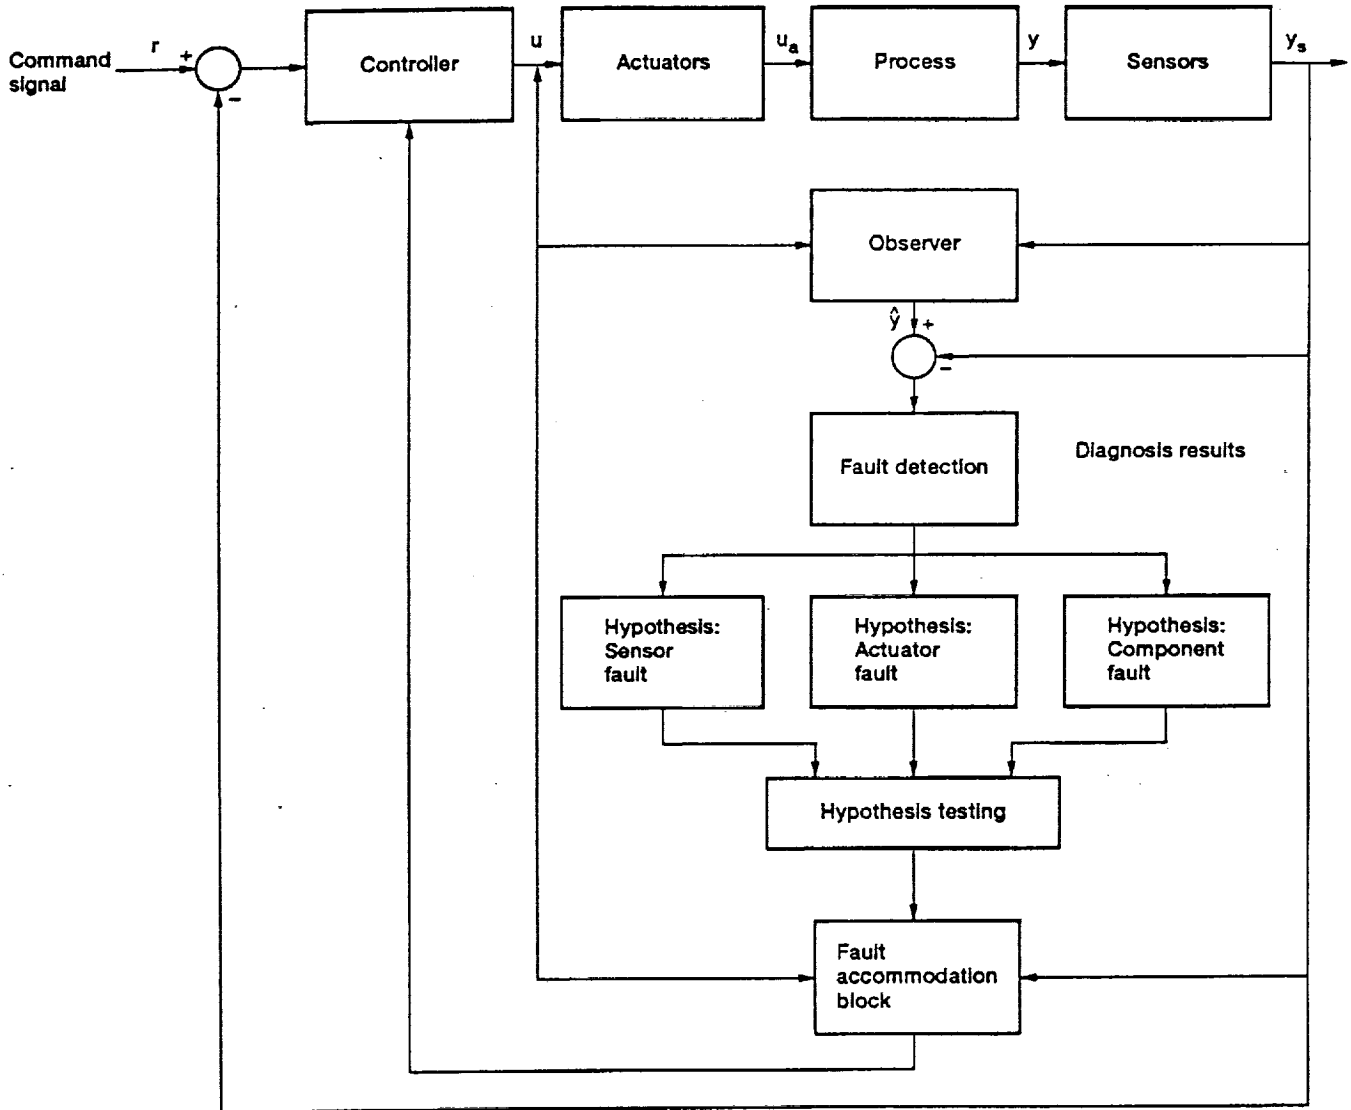 Command
signal
r
+
−
Controller
u
Actuators
u_a
Process
y
Sensors
y_s
Observer
ŷ
+
−
Fault detection
Diagnosis results
Hypothesis:
Sensor
fault
Hypothesis:
Actuator
fault
Hypothesis:
Component
fault
Hypothesis testing
Fault
accommodation
block